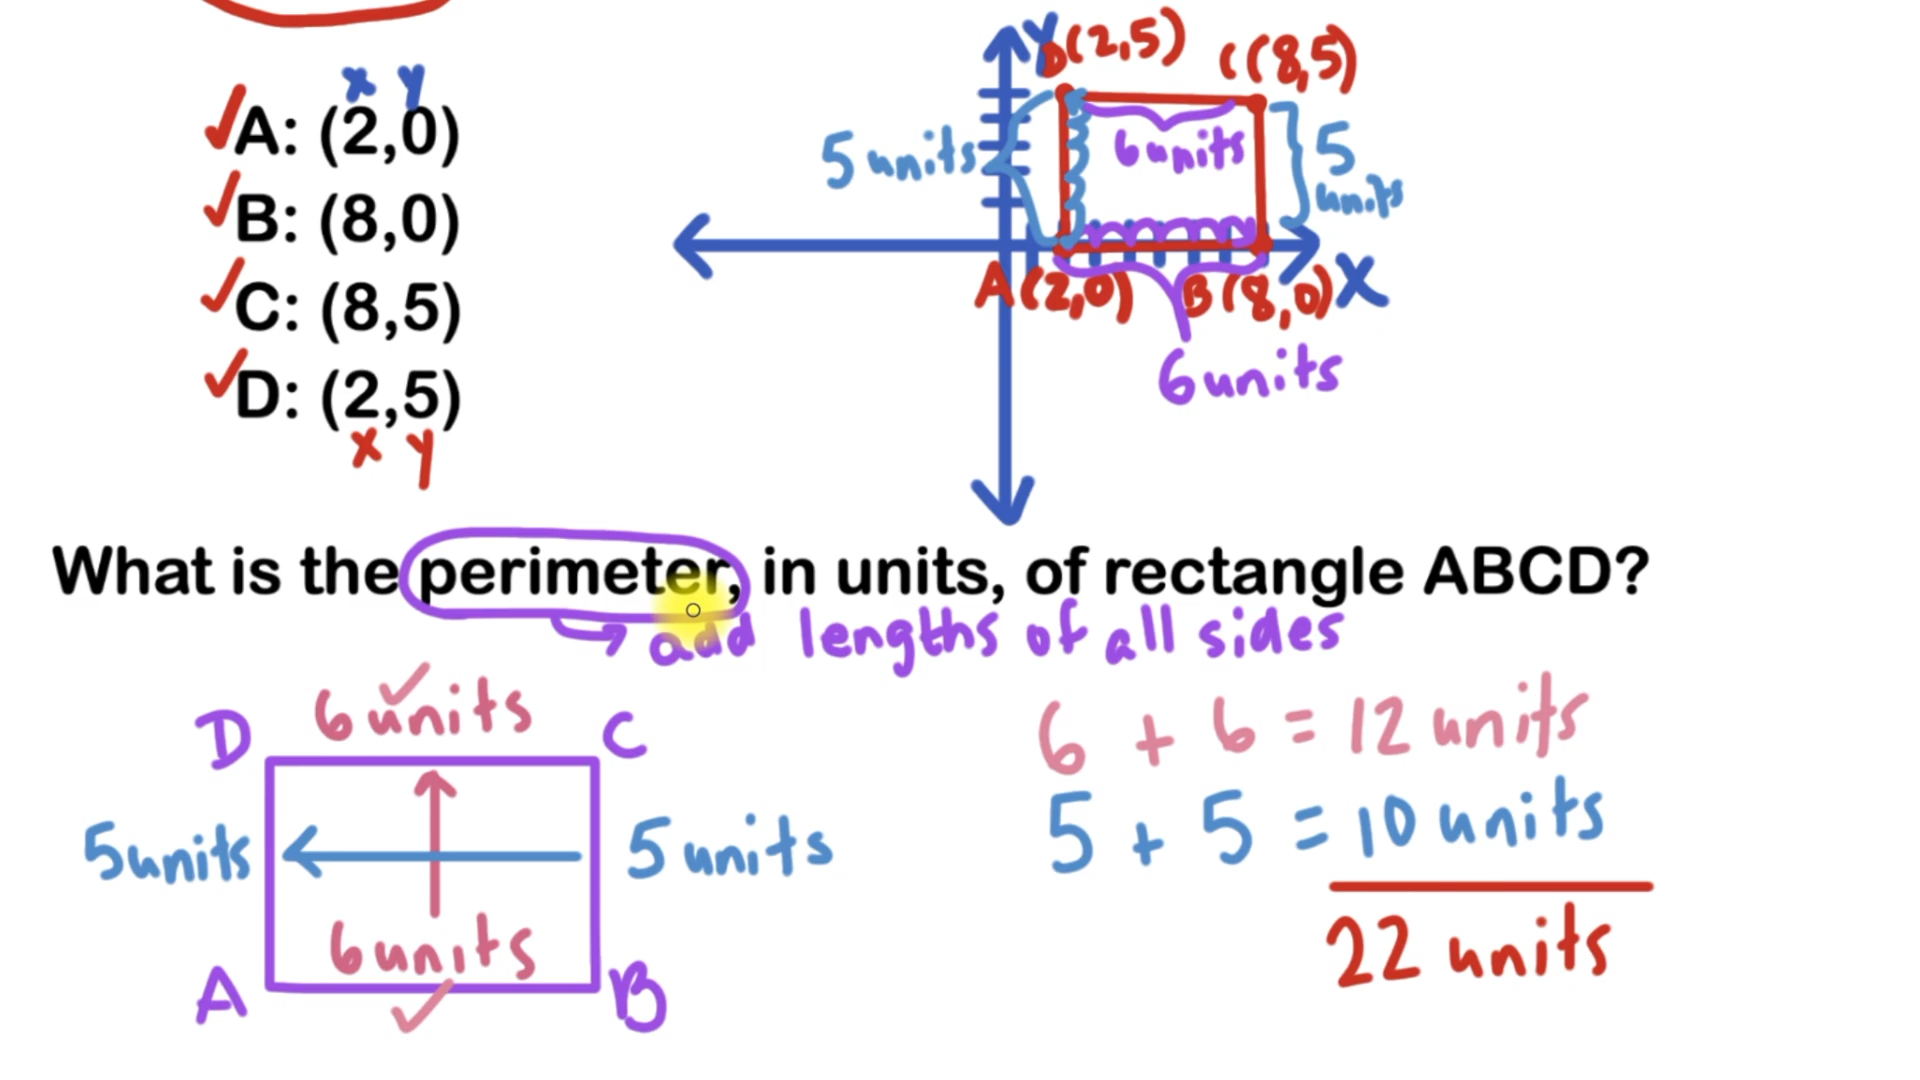 x y
A: (2,0)
B: (8,0)
C: (8,5)
D: (2,5)
x y
Y
D(2,5) C(8,5)
5 units
6 units
5
units
A(2,0) B(8,0) X
6 units
What is the perimeter, in units, of rectangle ABCD?
add lengths of all sides
D 6 units C
5 units 5 units
6 units
A B
6 + 6 = 12 units
5 + 5 = 10 units
22 units